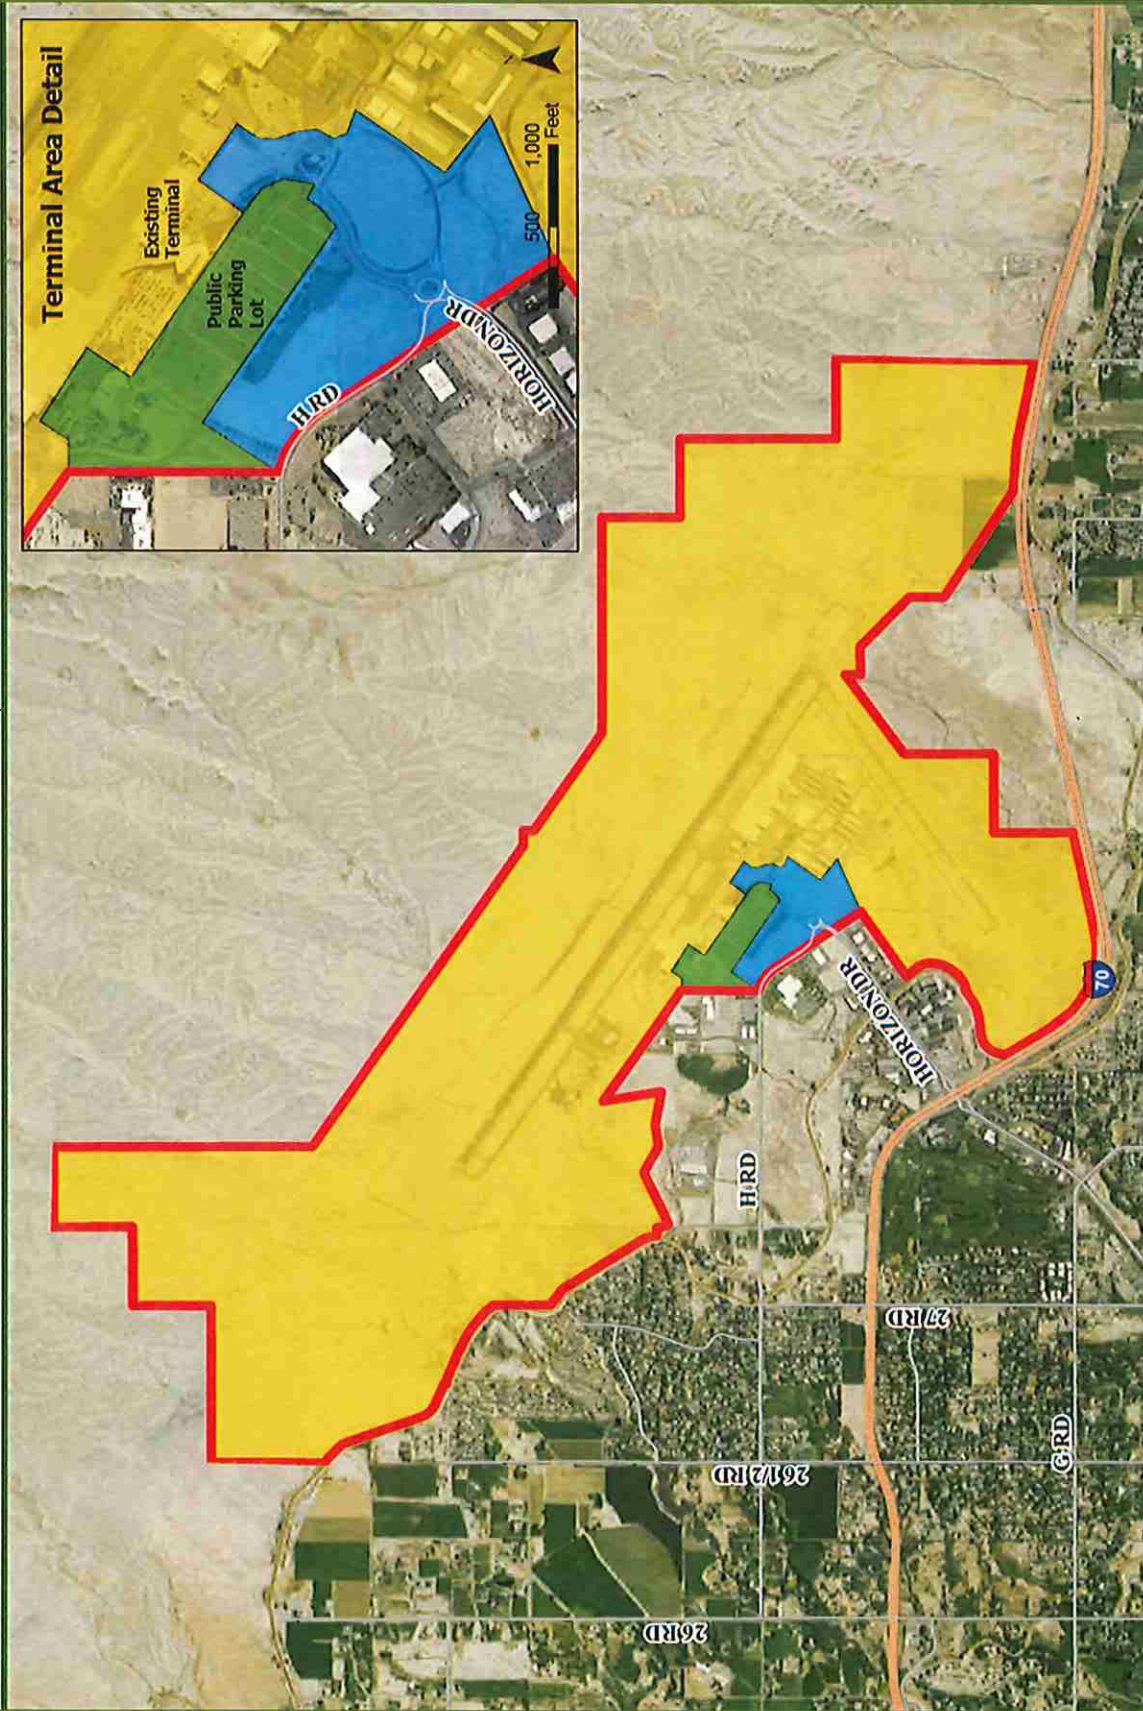 Terminal Area Detail
Existing
Terminal
Public
Parking
Lot
H RD
HORIZON DR
500
1,000
Feet
HORIZON DR
H RD
70
27 RD
26 1/2 RD
G RD
26 RD